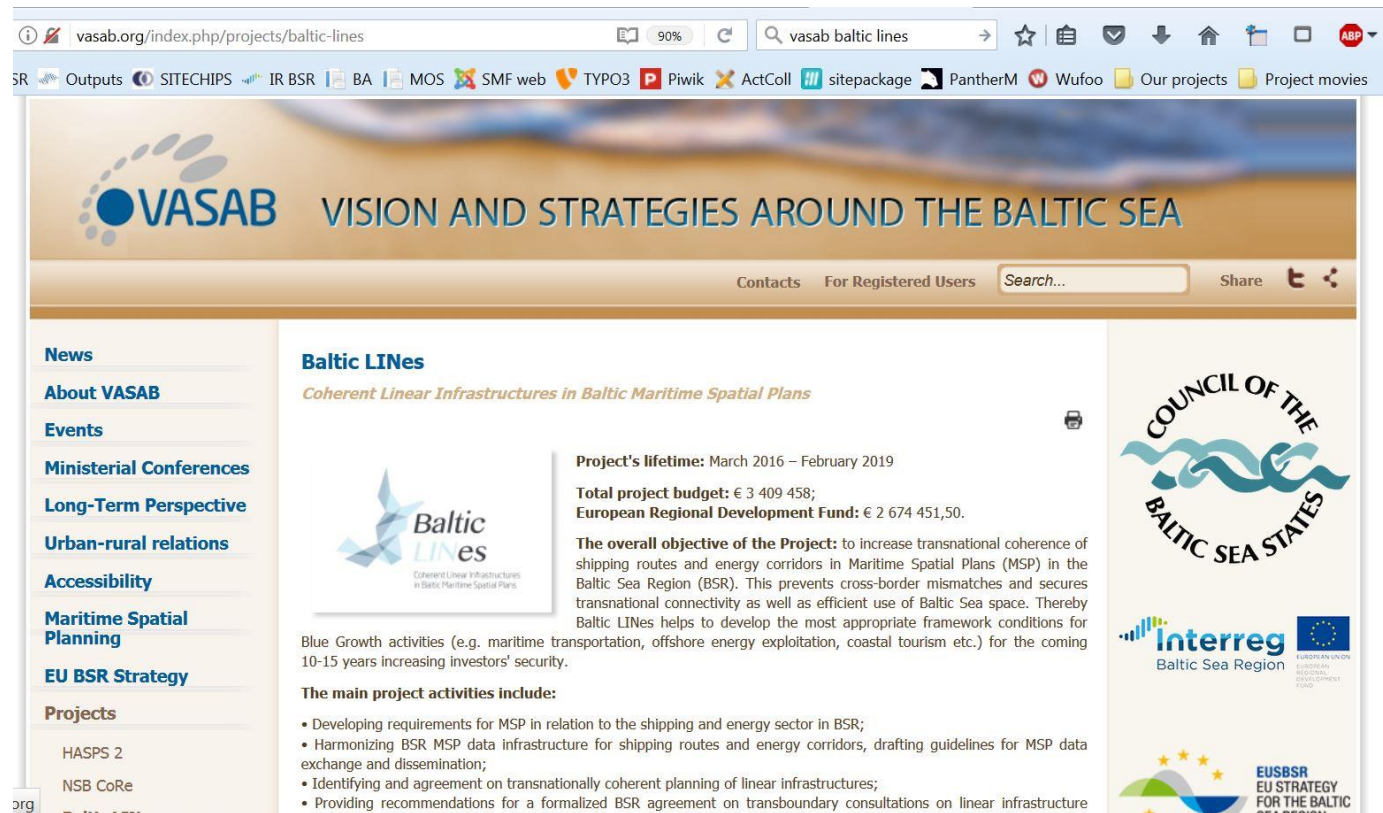 vasab.org/index.php/projects/baltic-lines
90%
vasab baltic lines
ABP
SR
Outputs
SITECHIPS
IR BSR
BA
MOS
SMF web
TYPO3
Piwik
ActColl
sitepackage
PantherM
Wufoo
Our projects
Project movies
VASAB
VISION AND STRATEGIES AROUND THE BALTIC SEA
Contacts
For Registered Users
Search...
Share
News
About VASAB
Events
Ministerial Conferences
Long-Term Perspective
Urban-rural relations
Accessibility
Maritime Spatial
Planning
EU BSR Strategy
Projects
HASPS 2
NSB CoRe
org
Baltic LINes
Coherent Linear Infrastructures in Baltic Maritime Spatial Plans
Baltic
LINes
Coherent Linear Infrastructures
in Baltic Maritime Spatial Plans
Project's lifetime: March 2016 – February 2019
Total project budget: € 3 409 458;
European Regional Development Fund: € 2 674 451,50.
The overall objective of the Project: to increase transnational coherence of
shipping routes and energy corridors in Maritime Spatial Plans (MSP) in the
Baltic Sea Region (BSR). This prevents cross-border mismatches and secures
transnational connectivity as well as efficient use of Baltic Sea space. Thereby
Baltic LINes helps to develop the most appropriate framework conditions for
Blue Growth activities (e.g. maritime transportation, offshore energy exploitation, coastal tourism etc.) for the coming
10-15 years increasing investors' security.
The main project activities include:
• Developing requirements for MSP in relation to the shipping and energy sector in BSR;
• Harmonizing BSR MSP data infrastructure for shipping routes and energy corridors, drafting guidelines for MSP data
exchange and dissemination;
• Identifying and agreement on transnationally coherent planning of linear infrastructures;
• Providing recommendations for a formalized BSR agreement on transboundary consultations on linear infrastructure
COUNCIL OF THE
BALTIC SEA STATES
Interreg
Baltic Sea Region
EUROPEAN UNION
EUROPEAN
REGIONAL
DEVELOPMENT
FUND
EUSBSR
EU STRATEGY
FOR THE BALTIC
SEA REGION